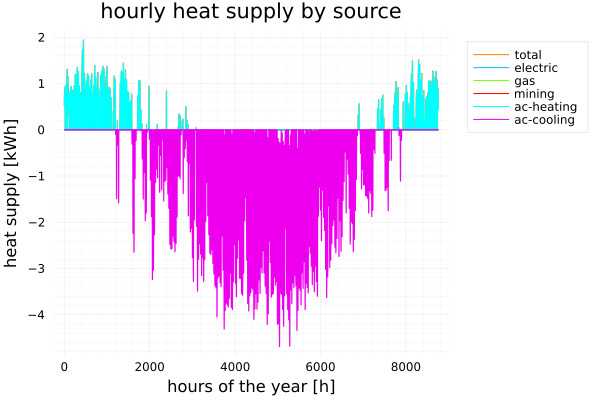 hourly heat supply by source
heat supply [kWh]
2
1
0
−1
−2
−3
−4
0 2000 4000 6000 8000
hours of the year [h]
total
electric
gas
mining
ac-heating
ac-cooling